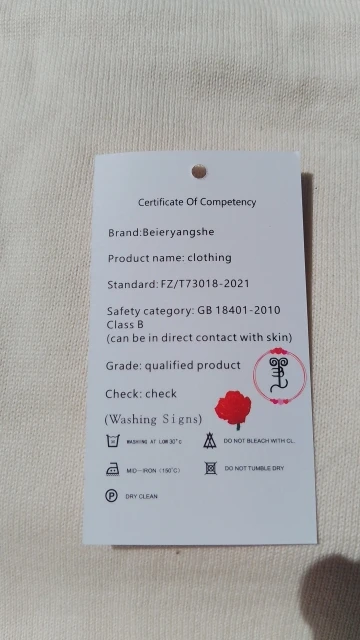 Certificate Of Competency
Brand:Beieryangshe
Product name: clothing
Standard: FZ/T73018-2021
Safety category: GB 18401-2010
Class B
(can be in direct contact with skin)
Grade: qualified product
Check: check
(Washing Signs)
WASHING AT LOW 30°c
DO NOT BLEACH WITH CL.
MID-IRON (150°C)
DO NOT TUMBLE DRY
P
DRY CLEAN